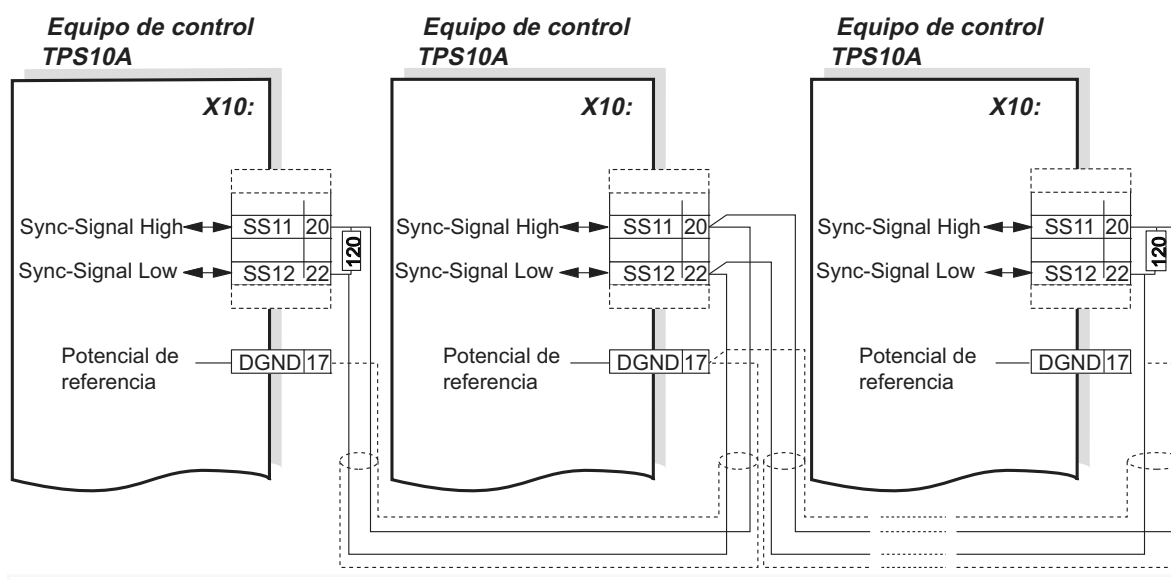 Equipo de control
TPS10A
X10:
Sync-Signal High SS11 20
120
Sync-Signal Low SS12 22
Potencial de
referencia
DGND 17
Equipo de control
TPS10A
X10:
Sync-Signal High SS11 20
Sync-Signal Low SS12 22
Potencial de
referencia
DGND 17
Equipo de control
TPS10A
X10:
Sync-Signal High SS11 20
120
Sync-Signal Low SS12 22
Potencial de
referencia
DGND 17